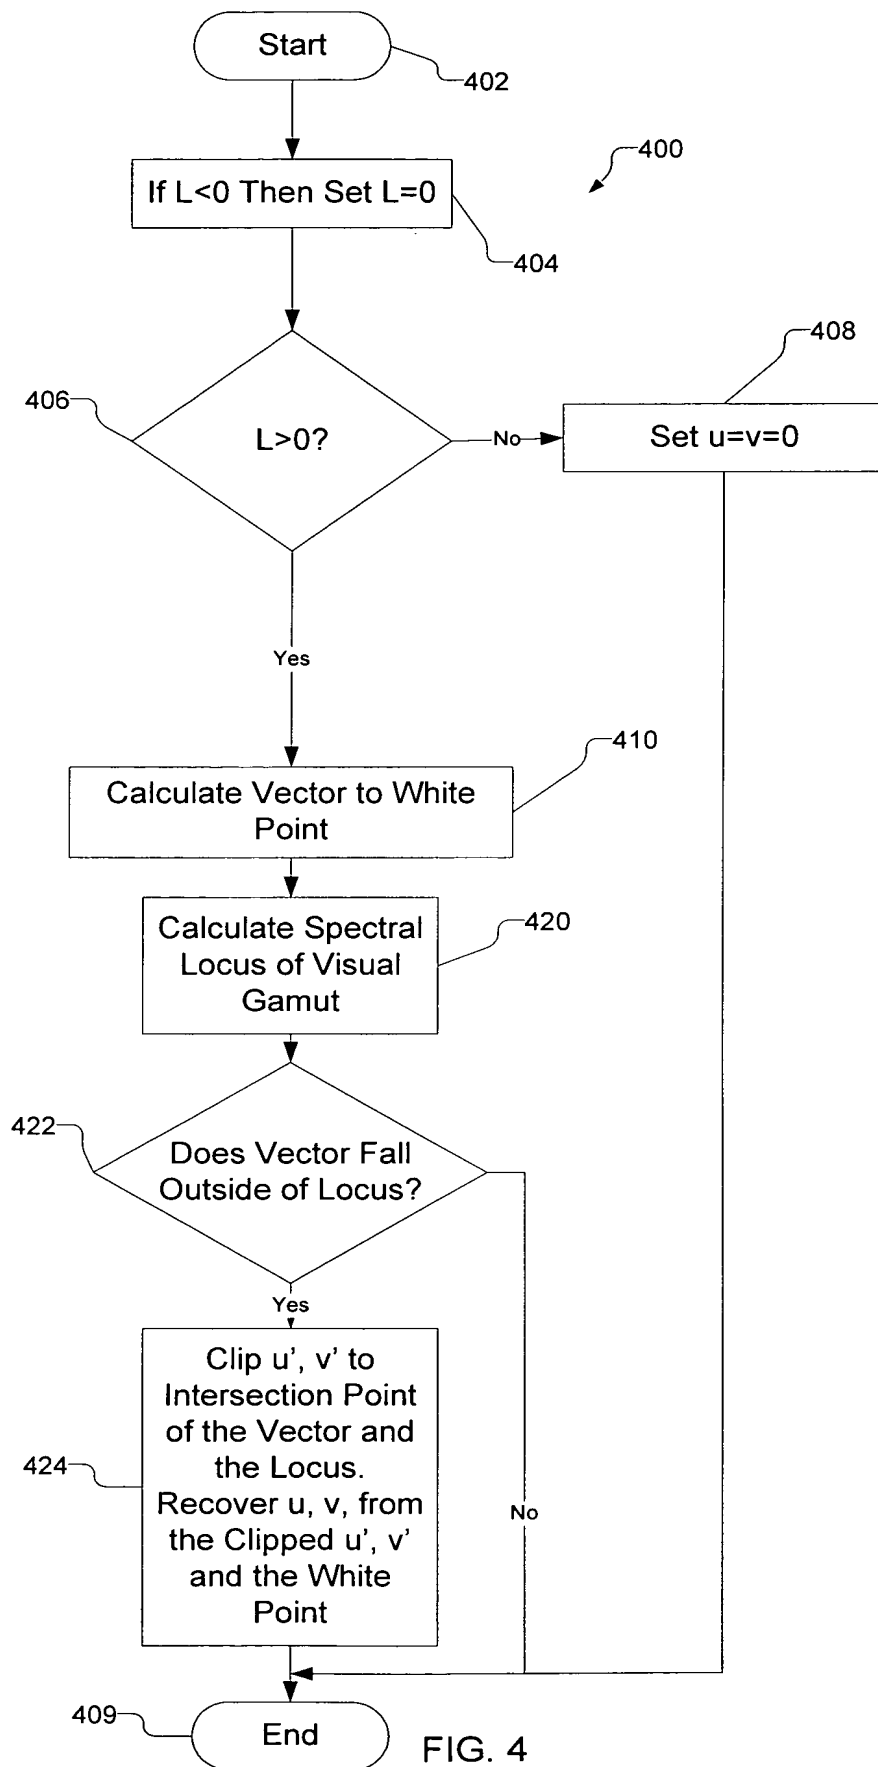 Start
402
400
If L<0 Then Set L=0
404
408
406
L>0?
No
Set u=v=0
Yes
410
Calculate Vector to White
Point
420
Calculate Spectral
Locus of Visual
Gamut
422
Does Vector Fall
Outside of Locus?
Yes
Clip u', v' to
Intersection Point
of the Vector and
the Locus.
Recover u, v, from
the Clipped u', v'
and the White
Point
424
No
409
End
FIG. 4